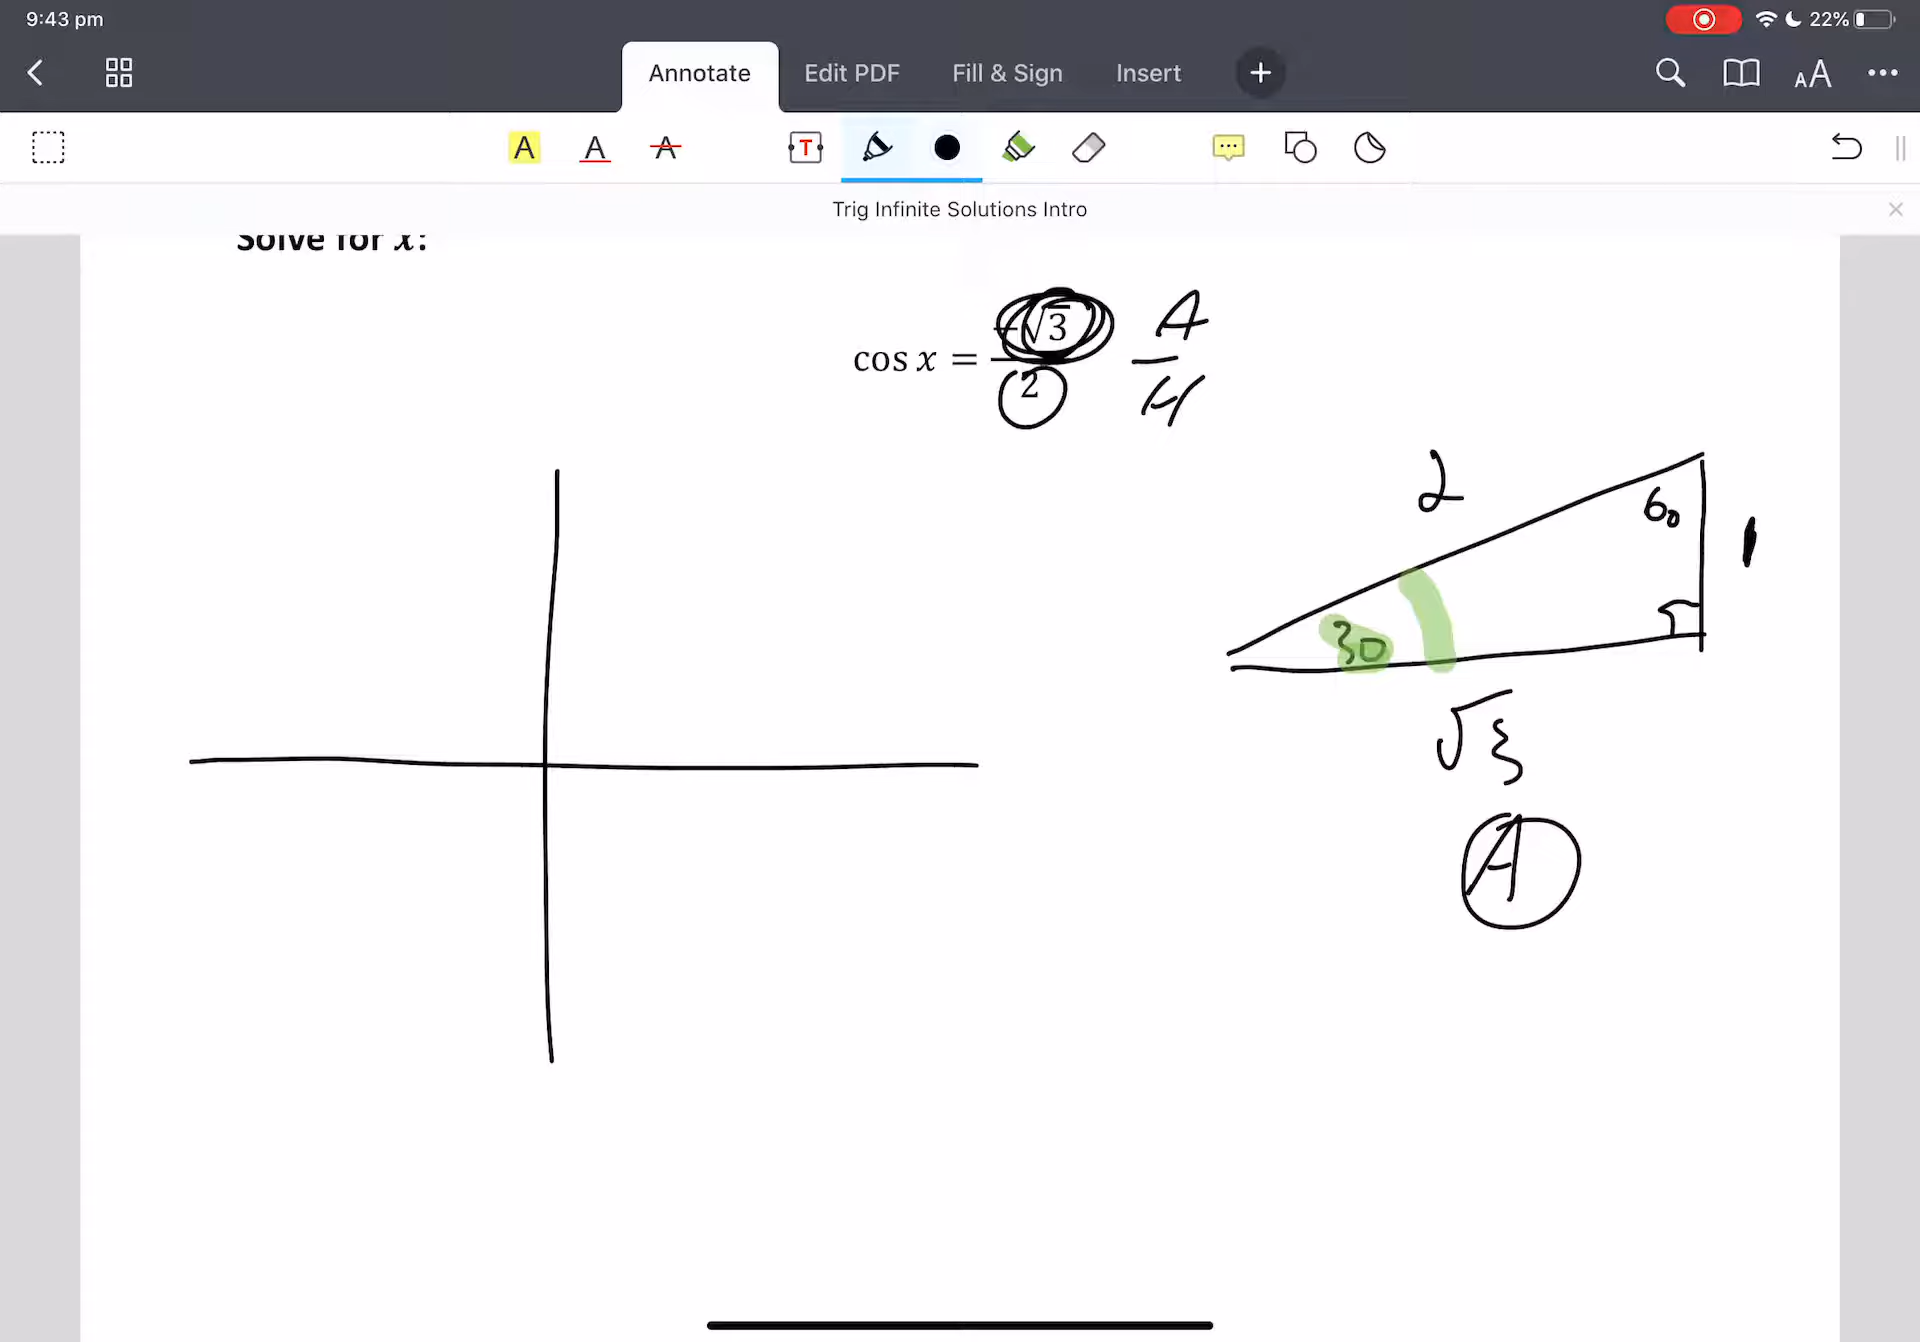 9:43 pm
22%
Annotate
Edit PDF
Fill & Sign
Insert
+
AA
A
A
A
T
Trig Infinite Solutions Intro
Solve for x:
cos x = -√3/2
A
H
2
60
1
30
√3
A